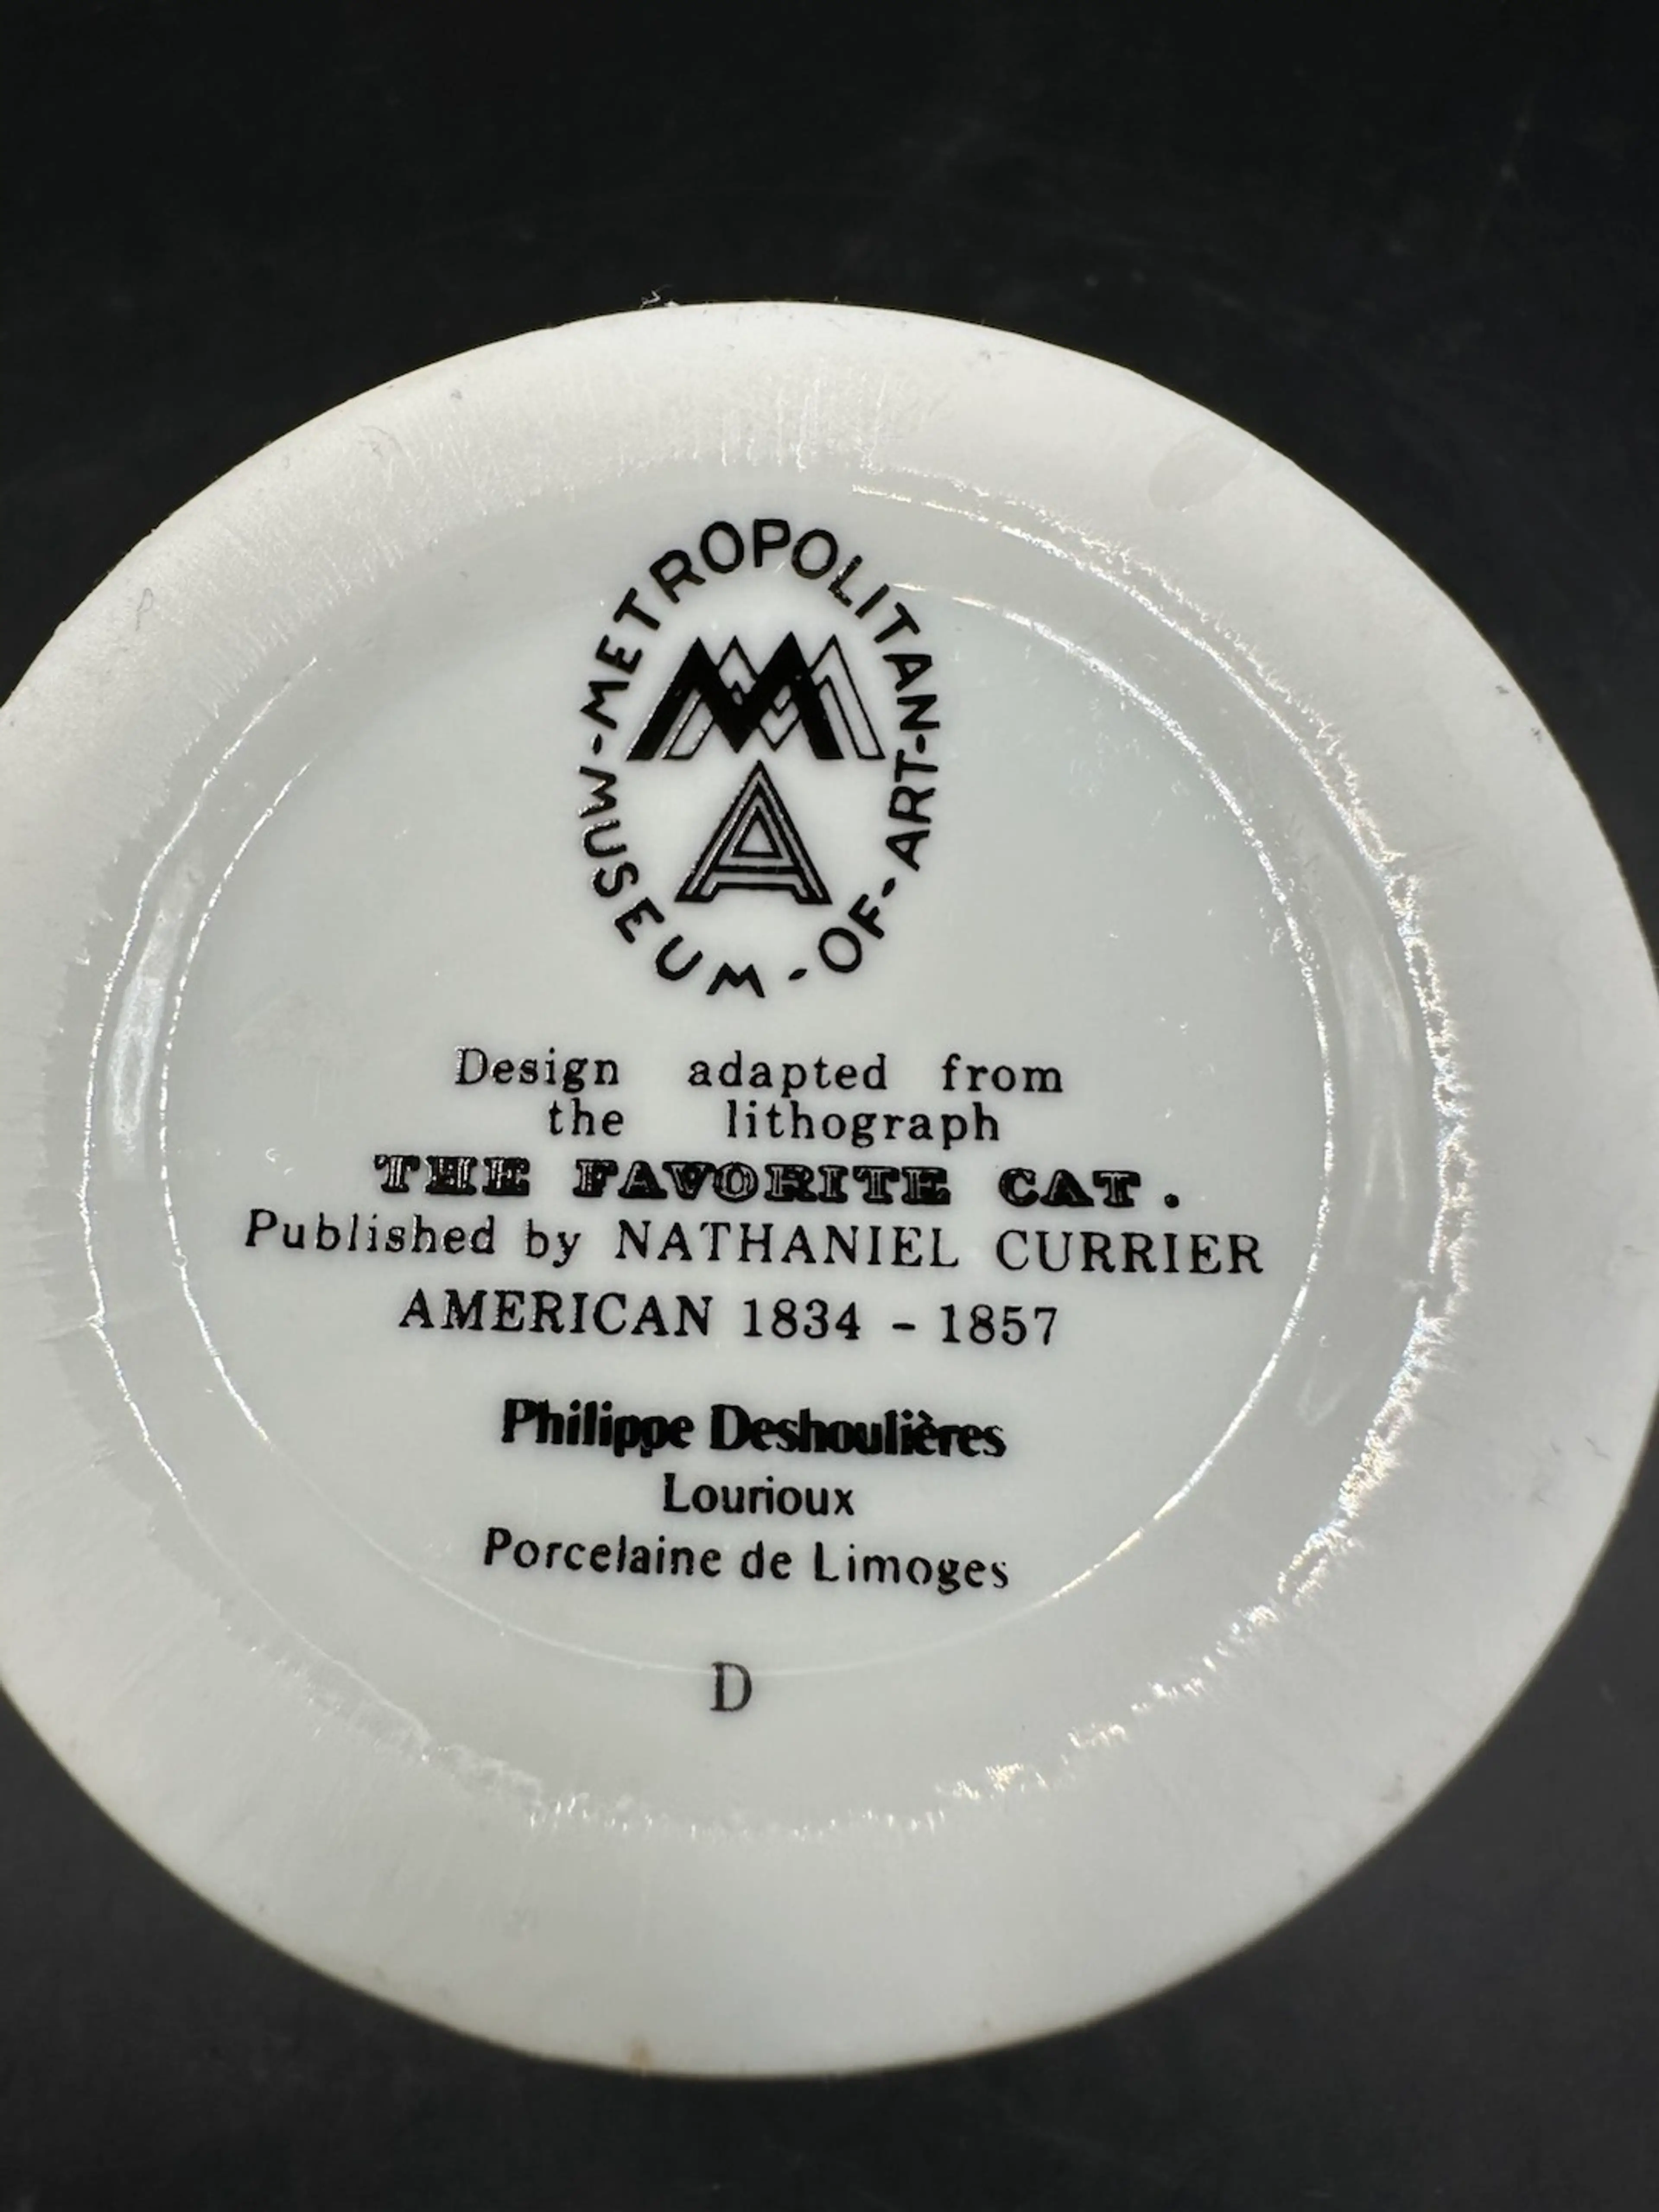 METROPOLITAN-ART-OF-MUSEUM-
MMA
Design adapted from
the lithograph
THE FAVORITE CAT.
Published by NATHANIEL CURRIER
AMERICAN 1834 - 1857
Philippe Deshoulières
Lourioux
Porcelaine de Limoges
D